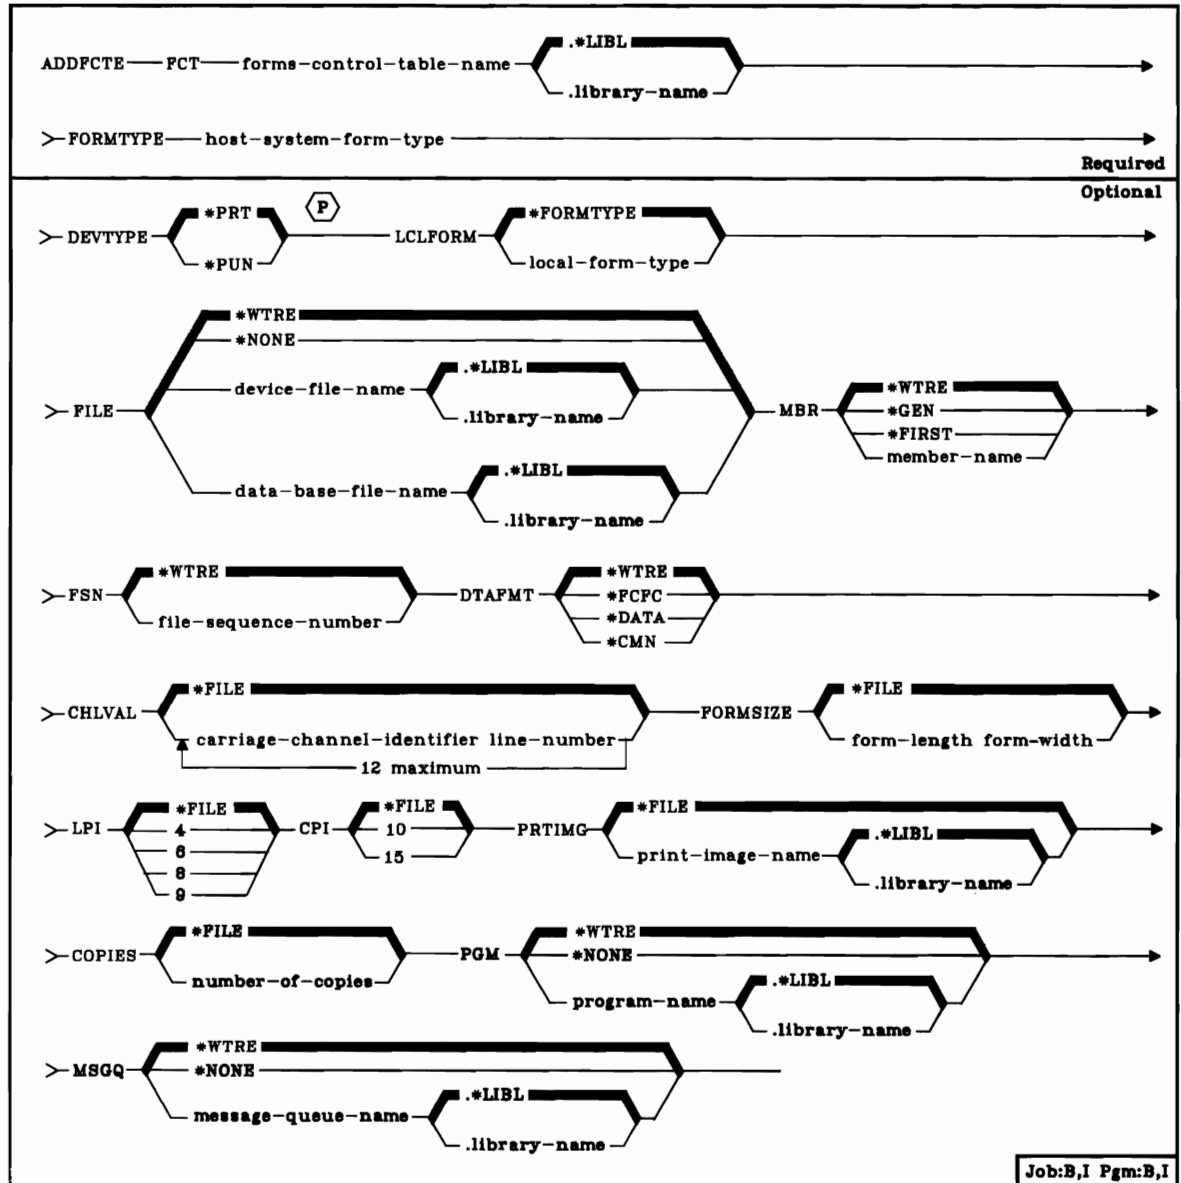 .*LIBL
ADDFCTE FCT forms-control-table-name
.library-name
>FORMTYPE host-system-form-type
Required
Optional
P
*PRT *FORMTYPE
>DEVTYPE LCLFORM
*PUN local-form-type
*WTRE
*NONE
.*LIBL
device-file-name *WTRE
>FILE .library-name MBR *GEN
*FIRST
member-name
.*LIBL
data-base-file-name
.library-name
*WTRE *WTRE
>FSN DTAFMT *FCFC
file-sequence-number *DATA
*CMN
*FILE *FILE
>CHLVAL FORMSIZE
carriage-channel-identifier line-number form-length form-width
12 maximum
*FILE *FILE *FILE
>LPI 4 CPI 10 PRTIMG .*LIBL
6 15 print-image-name
8 .library-name
9
*FILE *WTRE
>COPIES PGM *NONE
number-of-copies .*LIBL
program-name
.library-name
*WTRE
>MSGQ *NONE
.*LIBL
message-queue-name
.library-name
Job:B,I Pgm:B,I